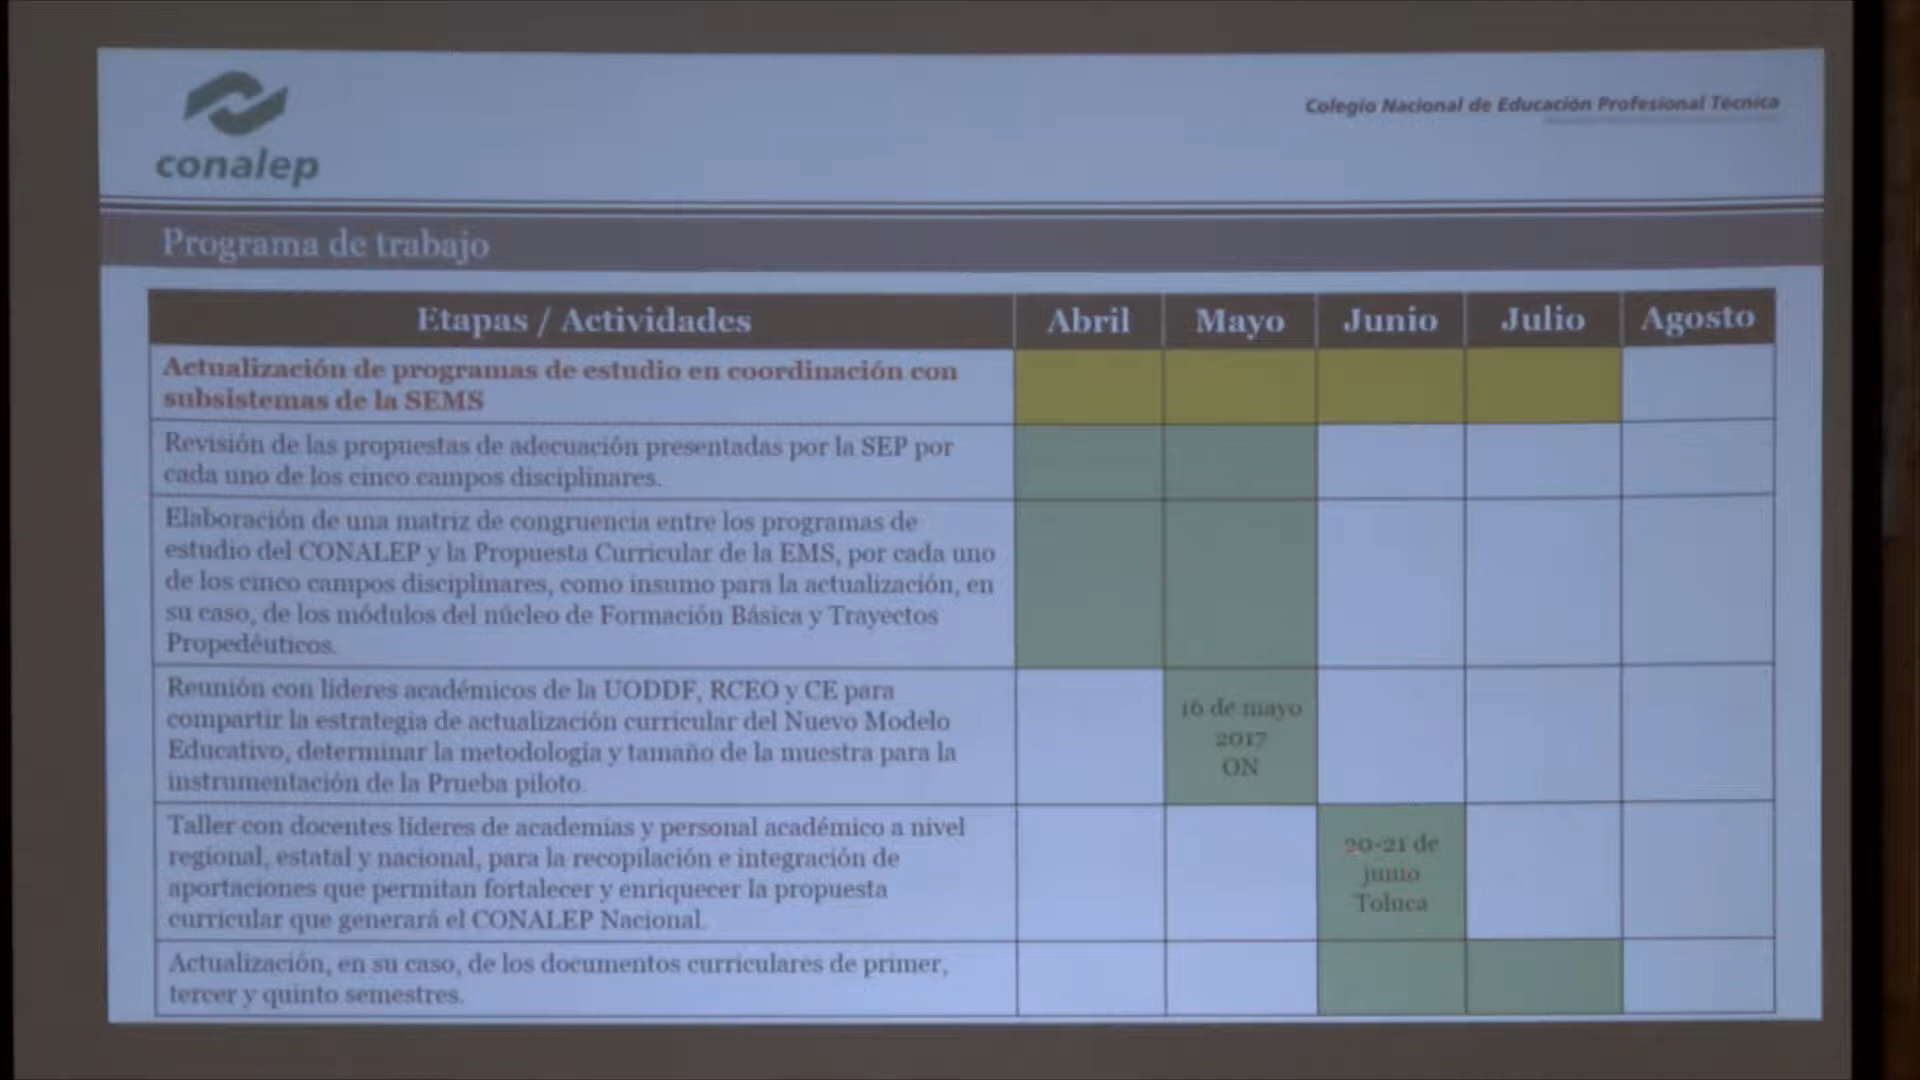 conalep
Colegio Nacional de Educación Profesional Técnica
Programa de trabajo
Etapas / Actividades
Abril
Mayo
Junio
Julio
Agosto
Actualización de programas de estudio en coordinación con
subsistemas de la SEMS
Revisión de las propuestas de adecuación presentadas por la SEP por
cada uno de los cinco campos disciplinares.
Elaboración de una matriz de congruencia entre los programas de
estudio del CONALEP y la Propuesta Curricular de la EMS, por cada uno
de los cinco campos disciplinares, como insumo para la actualización, en
su caso, de los módulos del núcleo de Formación Básica y Trayectos
Propedéuticos.
Reunión con líderes académicos de la UODDF, RCEO y CE para
compartir la estrategia de actualización curricular del Nuevo Modelo
Educativo, determinar la metodología y tamaño de la muestra para la
instrumentación de la Prueba piloto.
16 de mayo
2017
ON
Taller con docentes líderes de academias y personal académico a nivel
regional, estatal y nacional, para la recopilación e integración de
aportaciones que permitan fortalecer y enriquecer la propuesta
curricular que generará el CONALEP Nacional.
20-21 de
junio
Toluca
Actualización, en su caso, de los documentos curriculares de primer,
tercer y quinto semestres.